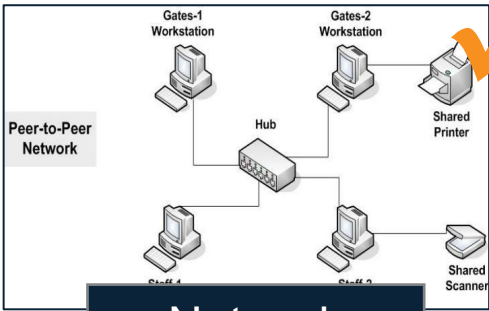 Gates-1
Workstation
Gates-2
Workstation
Shared
Printer
Peer-to-Peer
Network
Hub
Shared
Scanner